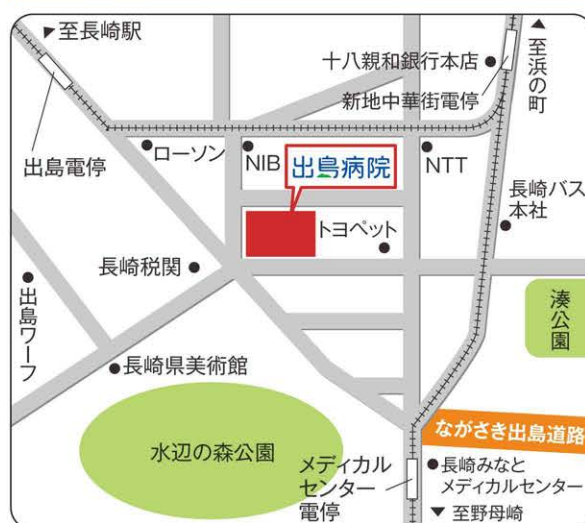 至長崎駅
十八親和銀行本店
至浜の町
新地中華街電停
出島電停
ローソン
NIB
出島病院
NTT
長崎バス
本社
トヨペット
長崎税関
出島ワーフ
湊公園
長崎県美術館
水辺の森公園
ながさき出島道路
メディカル
センター
電停
長崎みなと
メディカルセンター
至野母崎